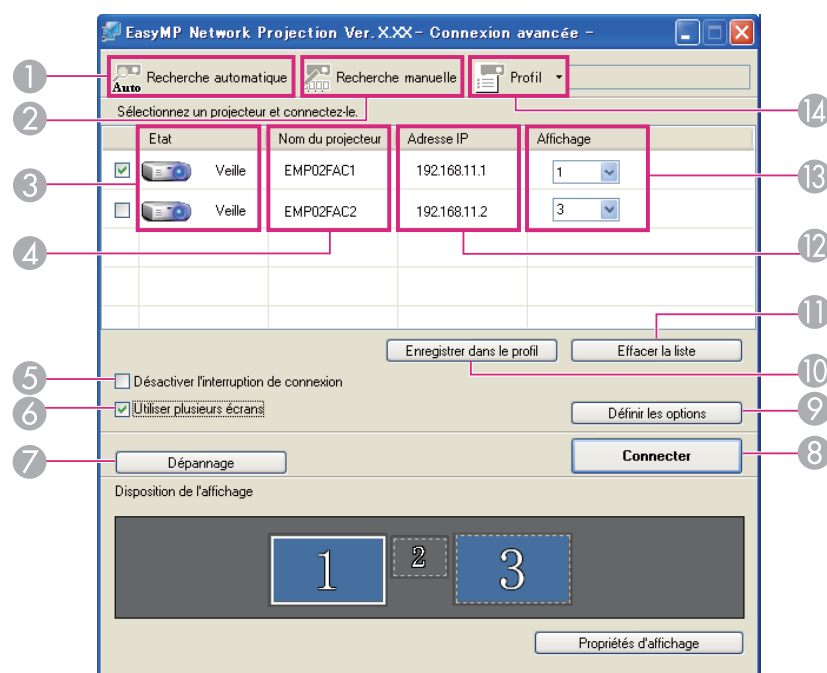 EasyMP Network Projection Ver.X.XX- Connexion avancée -
1 Auto Recherche automatique Recherche manuelle Profil
14
2 Sélectionnez un projecteur et connectez-le.
Etat Nom du projecteur Adresse IP Affichage
3 Veille EMP02FAC1 192.168.11.1 1 13
Veille EMP02FAC2 192.168.11.2 3
4 12
11
Enregistrer dans le profil Effacer la liste
5 Désactiver l'interruption de connexion 10
6 Utiliser plusieurs écrans Définir les options 9
7 Dépannage Connecter 8
Disposition de l'affichage
1 2 3
Propriétés d'affichage